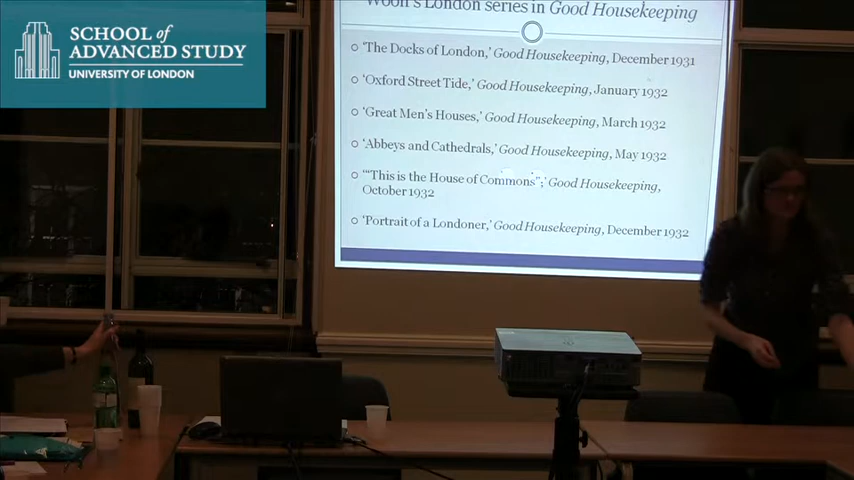 SCHOOL of
ADVANCED STUDY
UNIVERSITY OF LONDON
Woolf's London series in Good Housekeeping
'The Docks of London,' Good Housekeeping, December 1931
'Oxford Street Tide,' Good Housekeeping, January 1932
'Great Men's Houses,' Good Housekeeping, March 1932
'Abbeys and Cathedrals,' Good Housekeeping, May 1932
'"This is the House of Commons",' Good Housekeeping,
October 1932
'Portrait of a Londoner,' Good Housekeeping, December 1932